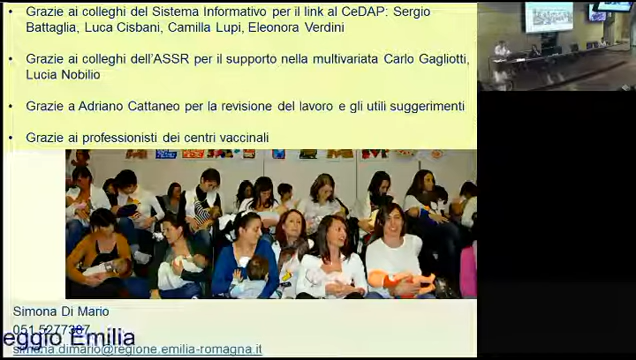 • Grazie ai colleghi del Sistema Informativo per il link al CeDAP: Sergio
Battaglia, Luca Cisbani, Camilla Lupi, Eleonora Verdini
• Grazie ai colleghi dell'ASSR per il supporto nella multivariata Carlo Gagliotti,
Lucia Nobilio
• Grazie a Adriano Cattaneo per la revisione del lavoro e gli utili suggerimenti
• Grazie ai professionisti dei centri vaccinali
Simona Di Mario
051 5277387
eggio Emilia
simona.dimario@regione.emilia-romagna.it